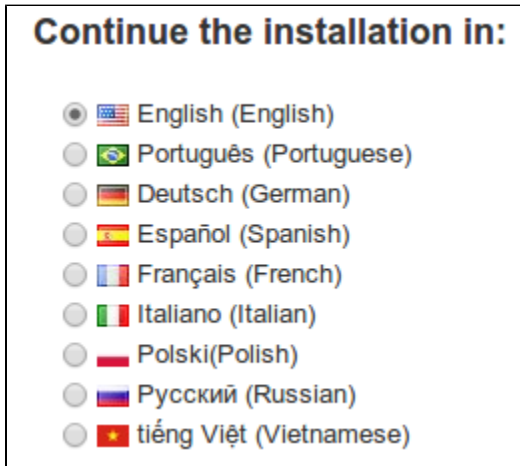 Continue the installation in:
English (English)
Português (Portuguese)
Deutsch (German)
Español (Spanish)
Français (French)
Italiano (Italian)
Polski(Polish)
Русский (Russian)
tiếng Việt (Vietnamese)